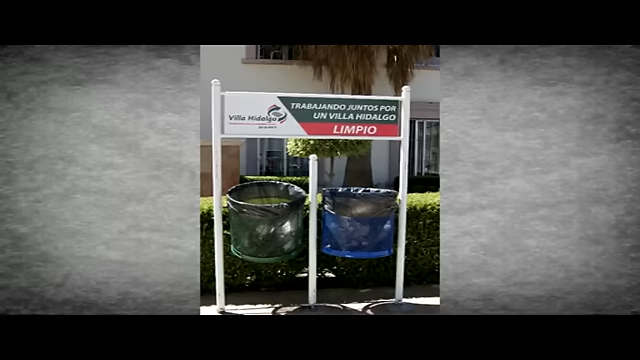 Villa Hidalgo
TRABAJANDO JUNTOS POR
UN VILLA HIDALGO
LIMPIO